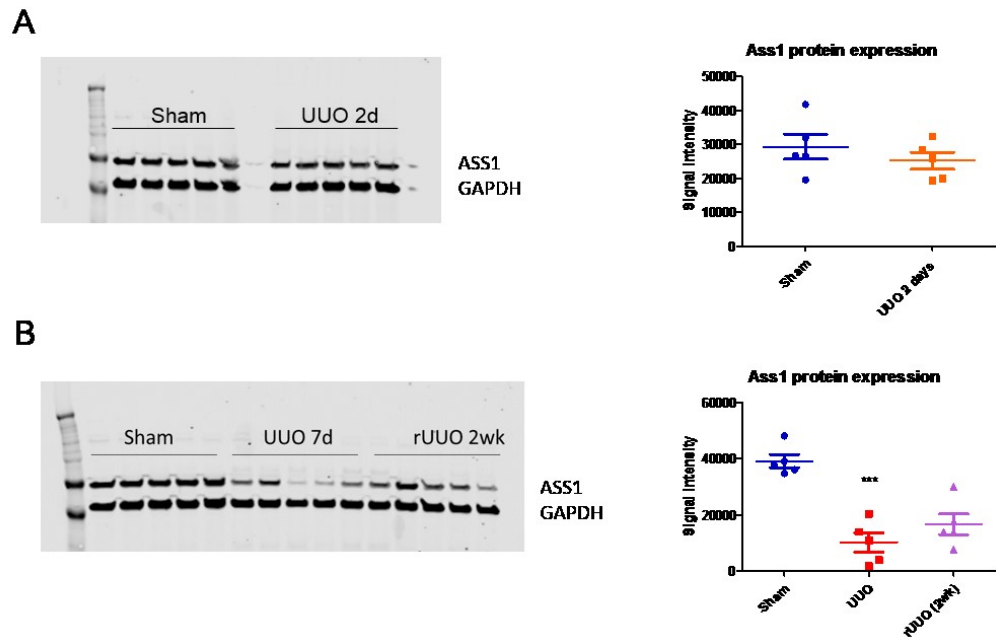 A
Sham
UUO 2d
ASS1
GAPDH
Ass1 protein expression
Signal Intensity
50000
40000
30000
20000
10000
0
Sham
UUO 2 days
B
Sham
UUO 7d
rUUO 2wk
ASS1
GAPDH
Ass1 protein expression
Signal Intensity
60000
40000
20000
0
***
Sham
UUO
rUUO (2wk)